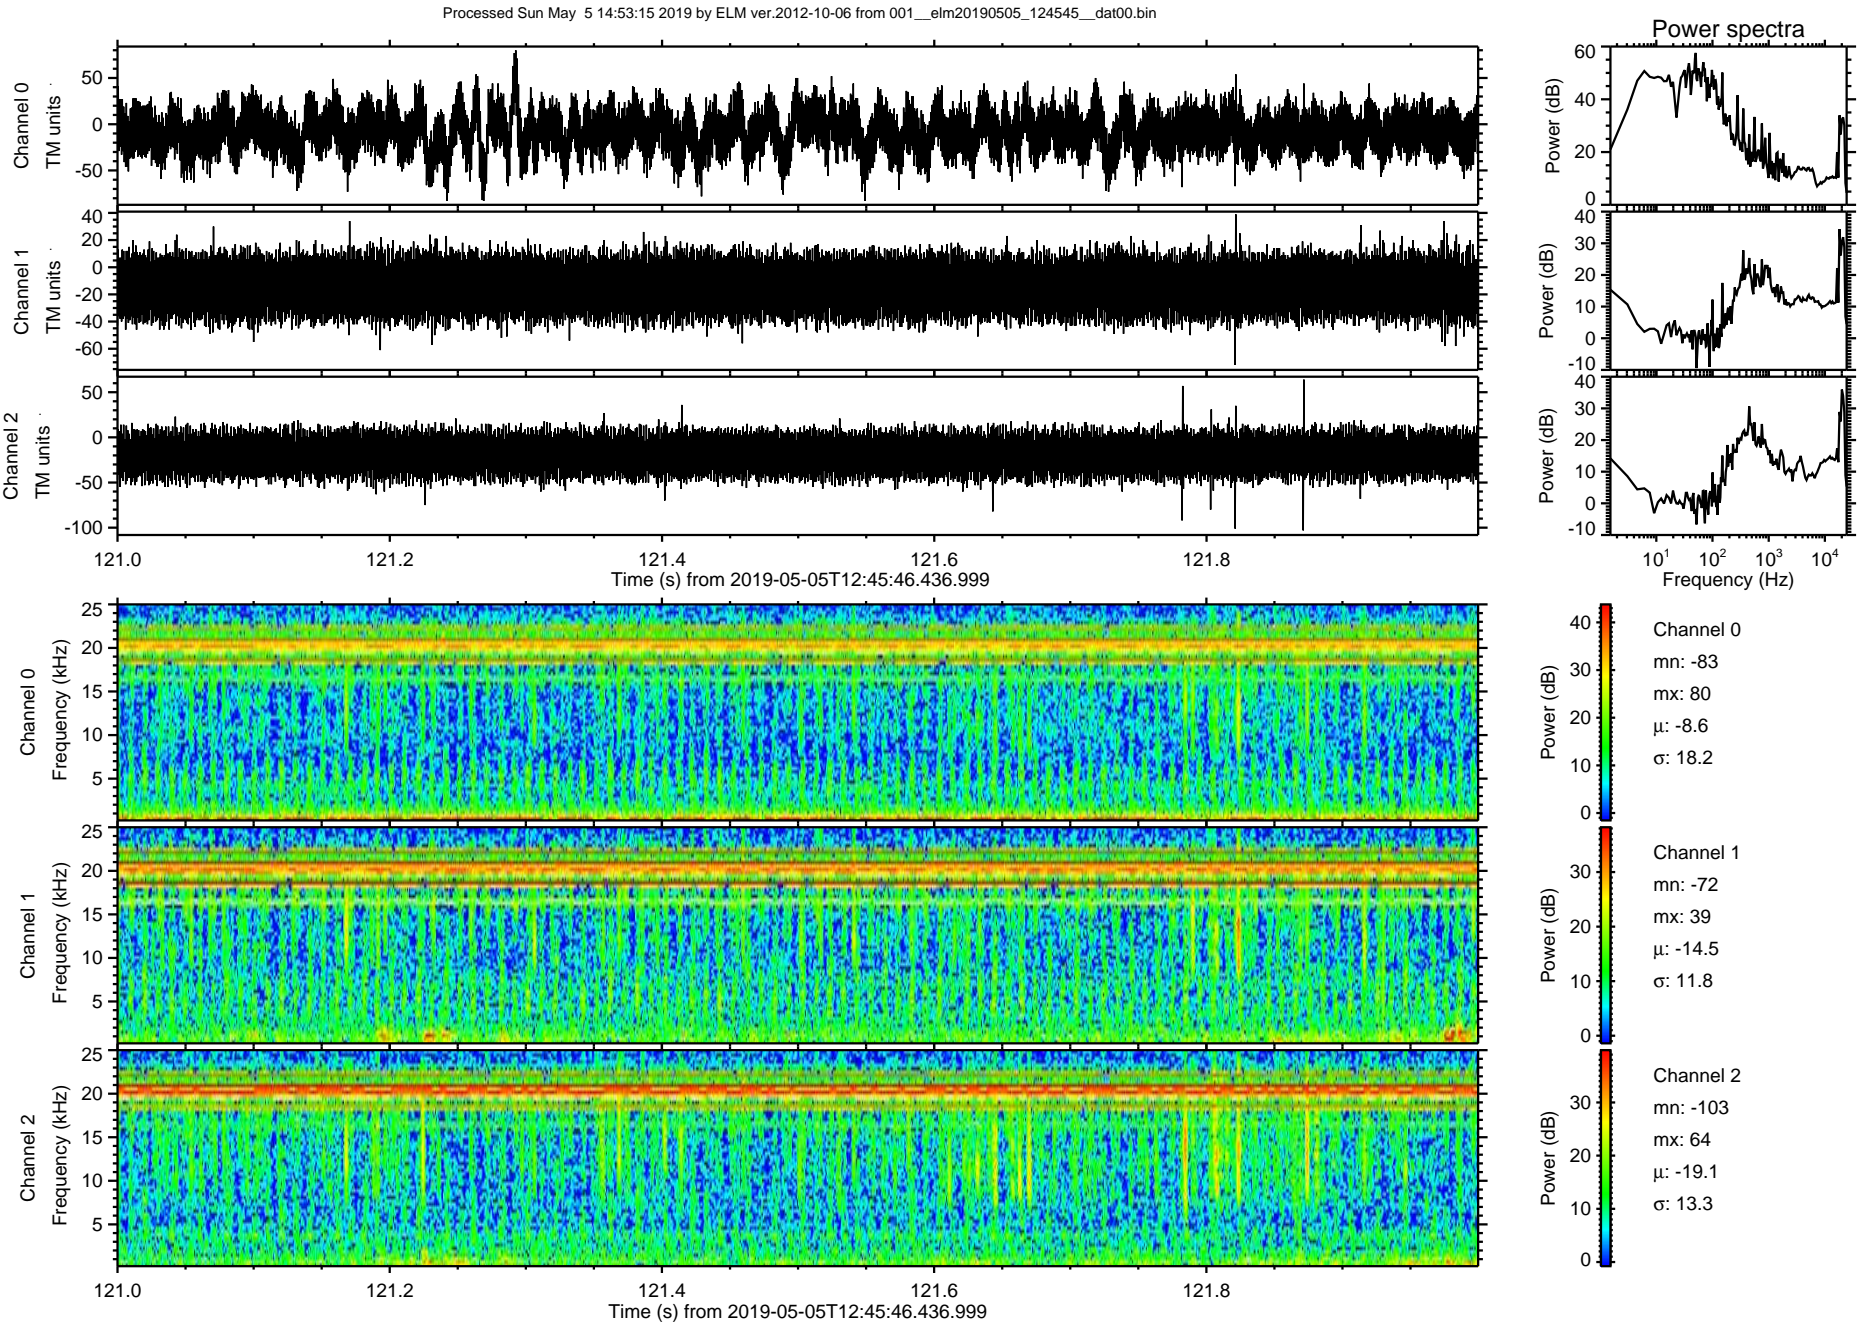 Processed Sun May  5 14:53:15 2019 by ELM ver.2012-10-06 from 001__elm20190505_124545__dat00.bin
Power spectra
Channel 0
TM units
50
0
-50
Power (dB)
60
40
20
0
Channel 1
TM units
40
20
0
-20
-40
-60
Power (dB)
40
30
20
10
0
-10
Channel 2
TM units
50
0
-50
-100
Power (dB)
40
30
20
10
0
-10
121.0 121.2 121.4 121.6 121.8
Time (s) from 2019-05-05T12:45:46.436.999
10^1 10^2 10^3 10^4
Frequency (Hz)
Channel 0
Frequency (kHz)
25
20
15
10
5
Power (dB)
40
30
20
10
0
Channel 0
mn: -83
mx: 80
μ: -8.6
σ: 18.2
Channel 1
Frequency (kHz)
25
20
15
10
5
Power (dB)
30
20
10
0
Channel 1
mn: -72
mx: 39
μ: -14.5
σ: 11.8
Channel 2
Frequency (kHz)
25
20
15
10
5
Power (dB)
30
20
10
0
Channel 2
mn: -103
mx: 64
μ: -19.1
σ: 13.3
121.0 121.2 121.4 121.6 121.8
Time (s) from 2019-05-05T12:45:46.436.999